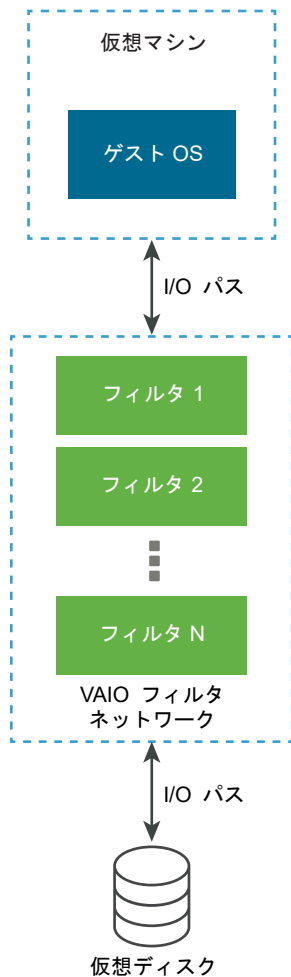 仮想マシン
ゲスト OS
I/O パス
フィルタ 1
フィルタ 2
フィルタ N
VAIO フィルタ
ネットワーク
I/O パス
仮想ディスク